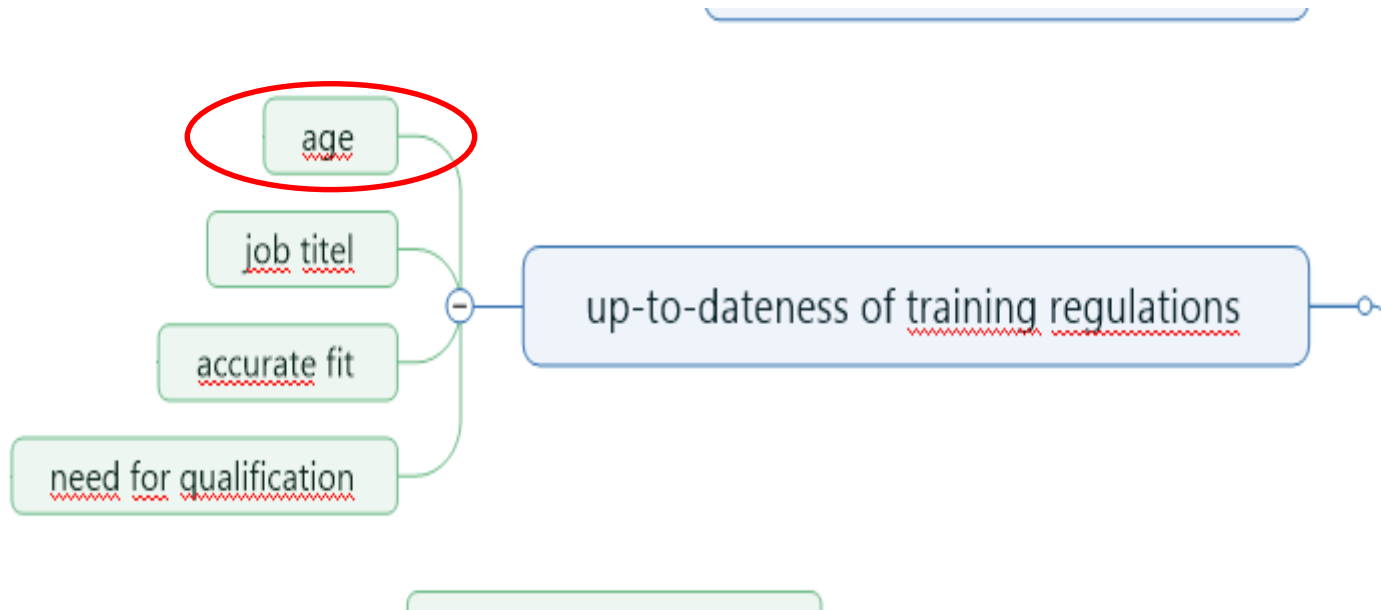 age
job titel
accurate fit
need for qualification
up-to-dateness of training regulations